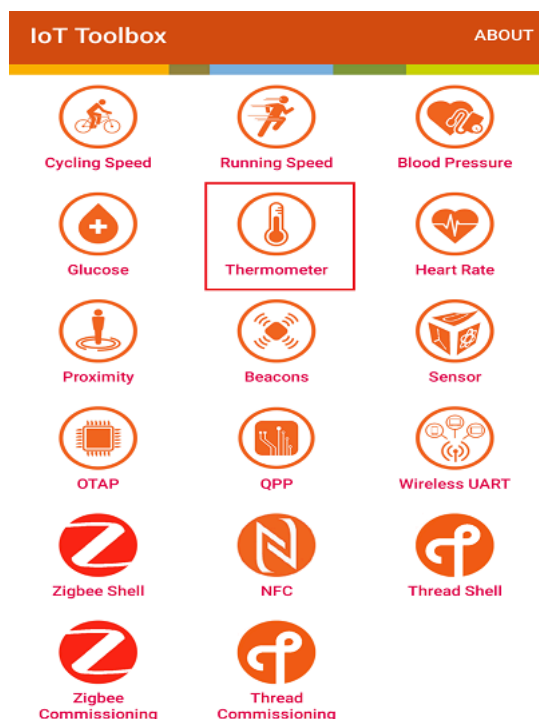 IoT Toolbox
ABOUT
Cycling Speed
Running Speed
Blood Pressure
Glucose
Thermometer
Heart Rate
Proximity
Beacons
Sensor
OTAP
QPP
Wireless UART
Zigbee Shell
NFC
Thread Shell
Zigbee
Commissioning
Thread
Commissioning